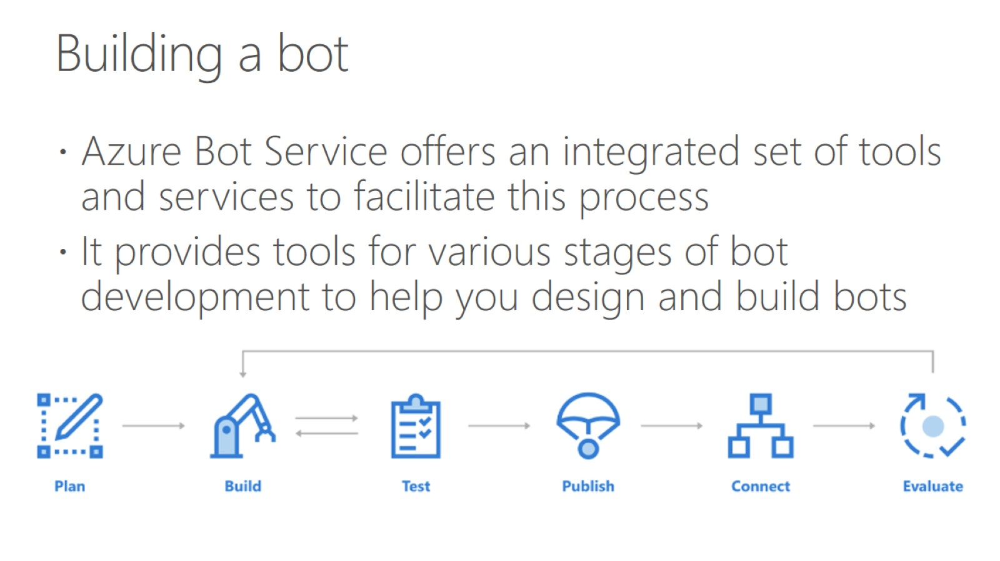 Building a bot
• Azure Bot Service offers an integrated set of tools
and services to facilitate this process
• It provides tools for various stages of bot
development to help you design and build bots
Plan Build Test Publish Connect Evaluate